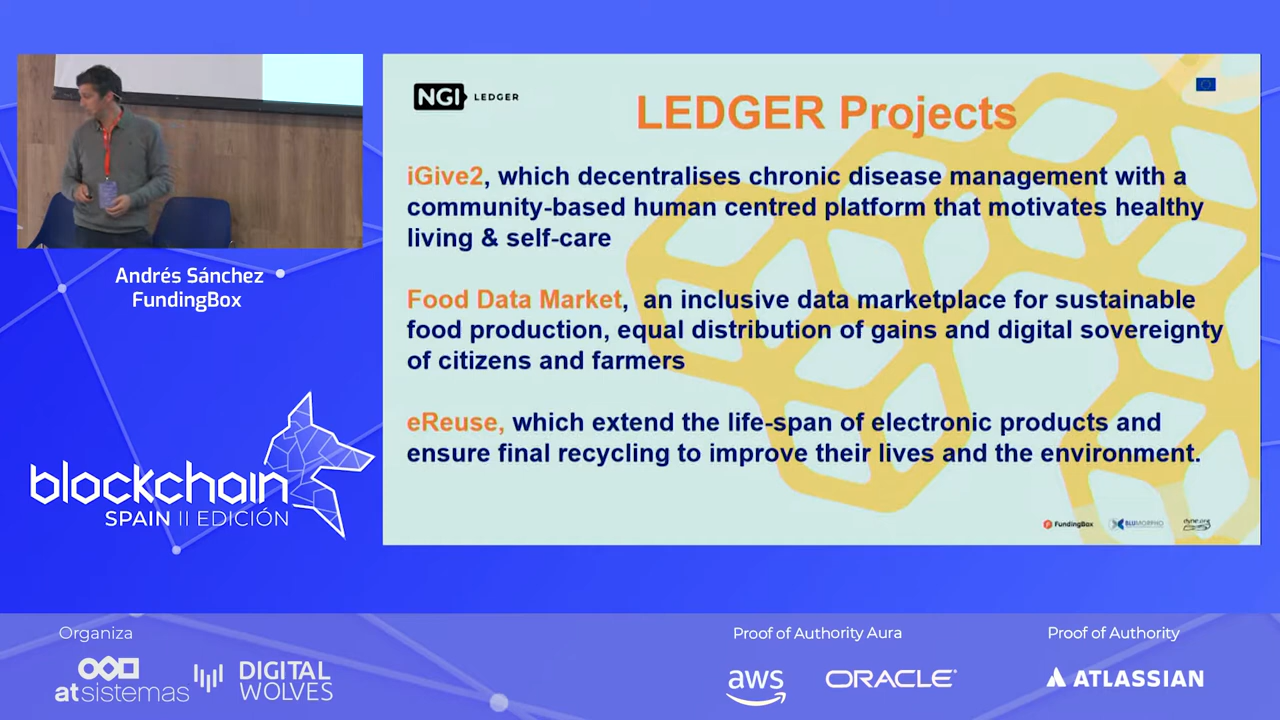 NGI LEDGER
LEDGER Projects
iGive2, which decentralises chronic disease management with a
community-based human centred platform that motivates healthy
living & self-care
Food Data Market, an inclusive data marketplace for sustainable
food production, equal distribution of gains and digital sovereignty
of citizens and farmers
eReuse, which extend the life-span of electronic products and
ensure final recycling to improve their lives and the environment.
FundingBox BLUMORPHO dyne.org
Andrés Sánchez
FundingBox
blockchain
SPAIN II EDICIÓN
Organiza
atsistemas
DIGITAL
WOLVES
Proof of Authority Aura
aws ORACLE
Proof of Authority
ATLASSIAN